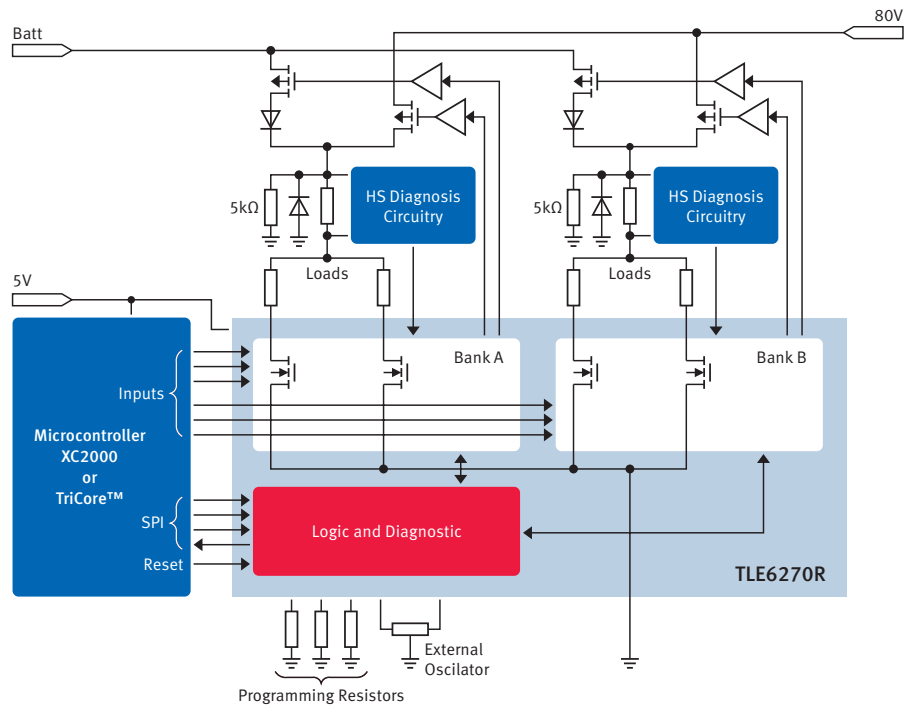 Batt
80V
5kΩ
HS Diagnosis
Circuitry
5kΩ
HS Diagnosis
Circuitry
Loads
Loads
5V
Bank A
Bank B
Inputs
Microcontroller
XC2000
or
TriCore™
SPI
Logic and Diagnostic
Reset
TLE6270R
External
Oscilator
Programming Resistors